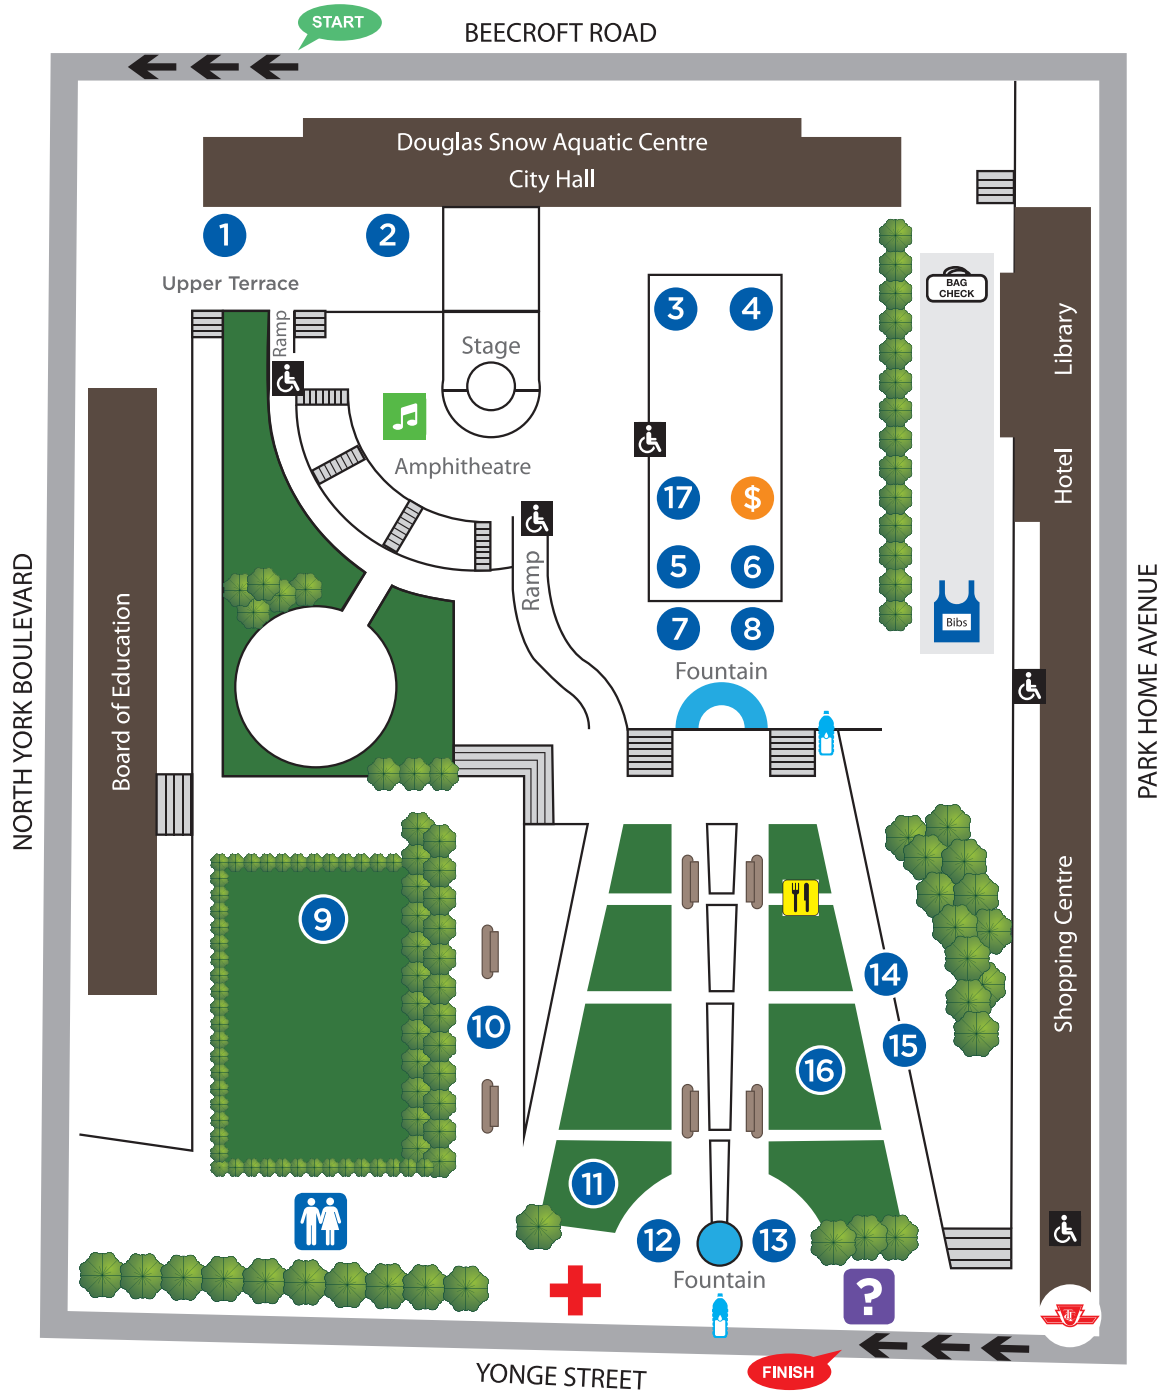 START
BEECROFT ROAD
Douglas Snow Aquatic Centre
City Hall
1
2
Upper Terrace
BAG
CHECK
3
4
Ramp
Stage
Library
Amphitheatre
Hotel
17
$
Ramp
5
6
7
8
Bibs
Fountain
NORTH YORK BOULEVARD
Board of Education
PARK HOME AVENUE
Shopping Centre
9
10
14
15
16
11
12
13
Fountain
?
FINISH
YONGE STREET